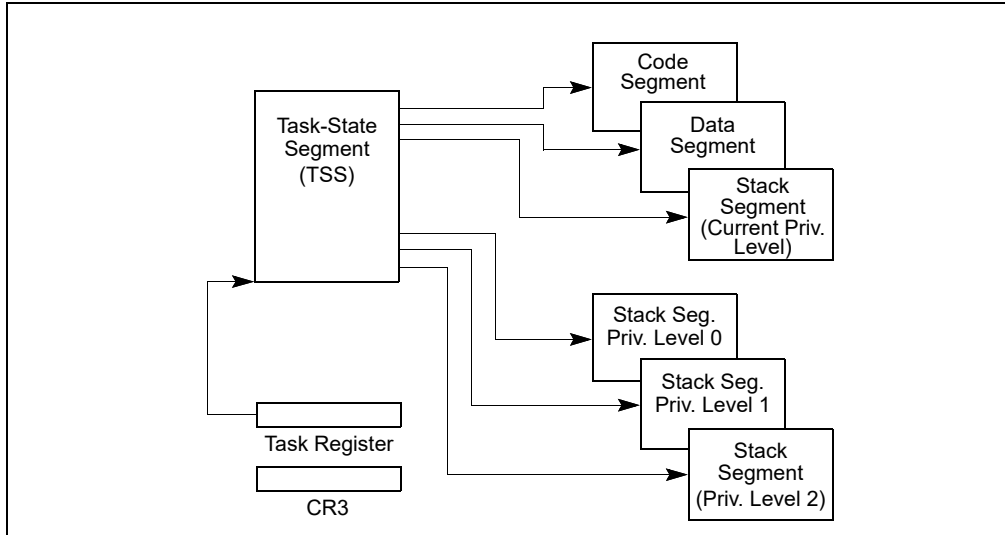 Task-State
Segment
(TSS)
Code
Segment
Data
Segment
Stack
Segment
(Current Priv.
Level)
Stack Seg.
Priv. Level 0
Stack Seg.
Priv. Level 1
Stack
Segment
(Priv. Level 2)
Task Register
CR3